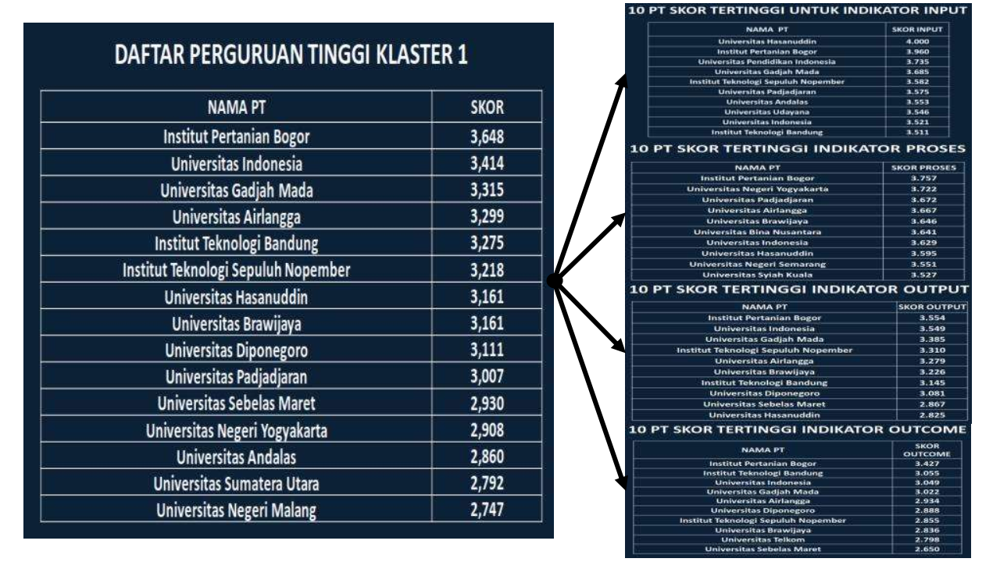 DAFTAR PERGURUAN TINGGI KLASTER 1
NAMA PT SKOR
Institut Pertanian Bogor 3,648
Universitas Indonesia 3,414
Universitas Gadjah Mada 3,315
Universitas Airlangga 3,299
Institut Teknologi Bandung 3,275
Institut Teknologi Sepuluh Nopember 3,218
Universitas Hasanuddin 3,161
Universitas Brawijaya 3,161
Universitas Diponegoro 3,111
Universitas Padjadjaran 3,007
Universitas Sebelas Maret 2,930
Universitas Negeri Yogyakarta 2,908
Universitas Andalas 2,860
Universitas Sumatera Utara 2,792
Universitas Negeri Malang 2,747
10 PT SKOR TERTINGGI UNTUK INDIKATOR INPUT
NAMA PT SKOR INPUT
Universitas Hasanuddin 4.000
Institut Pertanian Bogor 3.960
Universitas Pendidikan Indonesia 3.735
Universitas Gadjah Mada 3.685
Institut Teknologi Sepuluh Nopember 3.582
Universitas Padjadjaran 3.575
Universitas Andalas 3.553
Universitas Udayana 3.546
Universitas Indonesia 3.521
Institut Teknologi Bandung 3.511
10 PT SKOR TERTINGGI INDIKATOR PROSES
NAMA PT SKOR PROSES
Institut Pertanian Bogor 3.757
Universitas Negeri Yogyakarta 3.722
Universitas Padjadjaran 3.672
Universitas Airlangga 3.667
Universitas Brawijaya 3.646
Universitas Bina Nusantara 3.641
Universitas Indonesia 3.629
Universitas Hasanuddin 3.595
Universitas Negeri Semarang 3.551
Universitas Syiah Kuala 3.527
10 PT SKOR TERTINGGI INDIKATOR OUTPUT
NAMA PT SKOR OUTPUT
Institut Pertanian Bogor 3.554
Universitas Indonesia 3.549
Universitas Gadjah Mada 3.385
Institut Teknologi Sepuluh Nopember 3.310
Universitas Airlangga 3.279
Universitas Brawijaya 3.226
Institut Teknologi Bandung 3.145
Universitas Diponegoro 3.081
Universitas Sebelas Maret 2.867
Universitas Hasanuddin 2.825
10 PT SKOR TERTINGGI INDIKATOR OUTCOME
NAMA PT SKOR
OUTCOME
Institut Pertanian Bogor 3.427
Institut Teknologi Bandung 3.055
Universitas Indonesia 3.049
Universitas Gadjah Mada 3.022
Universitas Airlangga 2.934
Universitas Diponegoro 2.888
Institut Teknologi Sepuluh Nopember 2.855
Universitas Brawijaya 2.836
Universitas Telkom 2.798
Universitas Sebelas Maret 2.650